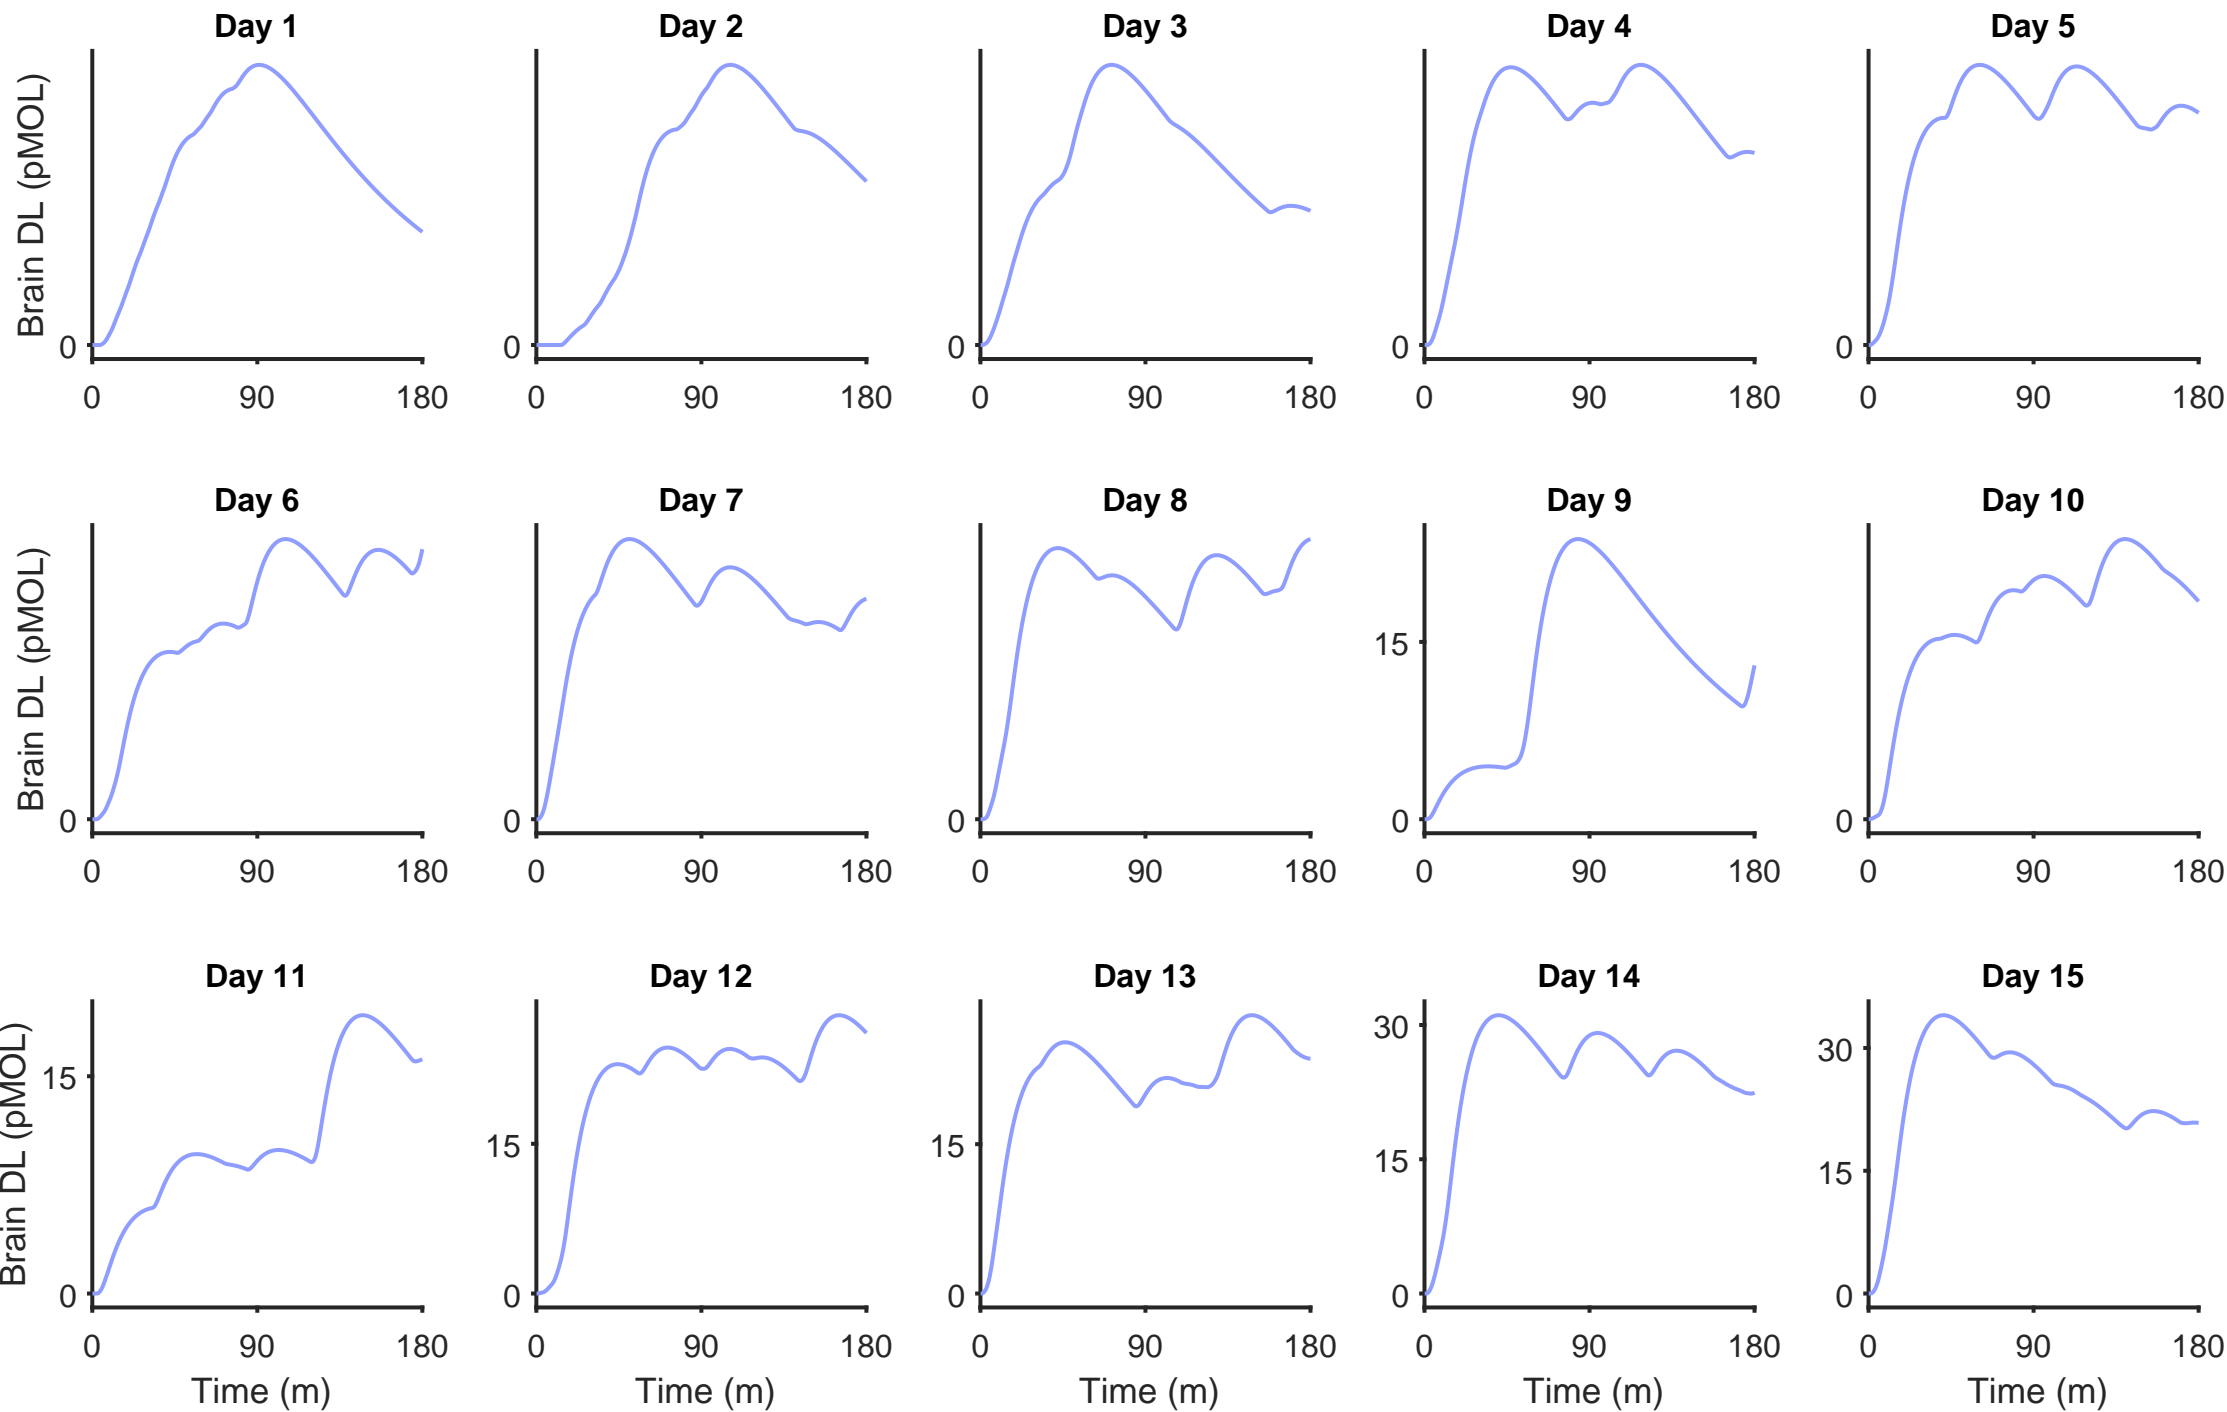 Day 1 Day 2 Day 3 Day 4 Day 5
Brain DL (pMOL)
0 0 0 0 0
0 90 180 0 90 180 0 90 180 0 90 180 0 90 180
Day 6 Day 7 Day 8 Day 9 Day 10
Brain DL (pMOL)
15
0 0 0 0 0
0 90 180 0 90 180 0 90 180 0 90 180 0 90 180
Day 11 Day 12 Day 13 Day 14 Day 15
Brain DL (pMOL)
30 30
15 15 15 15 15
0 0 0 0 0
0 90 180 0 90 180 0 90 180 0 90 180 0 90 180
Time (m) Time (m) Time (m) Time (m) Time (m)